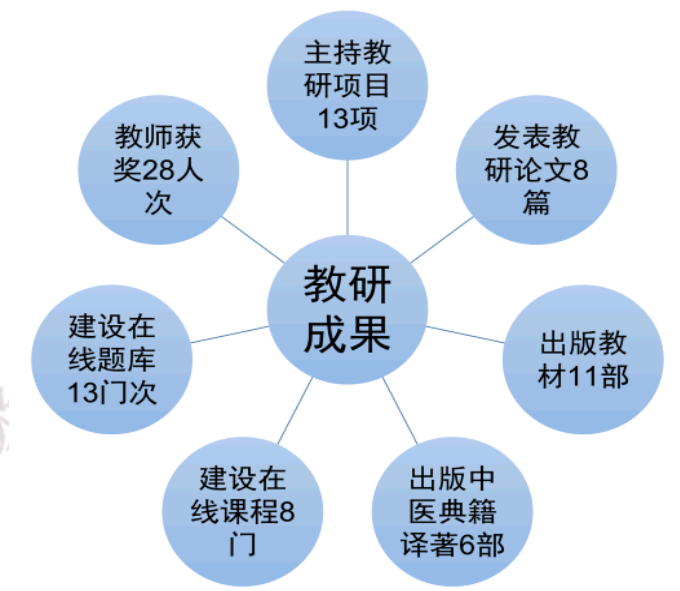 主持教
研项目
13项
发表教
研论文8
篇
出版教
材11部
出版中
医典籍
译著6部
建设在
线课程8
门
建设在
线题库
13门次
教师获
奖28人
次
教研
成果